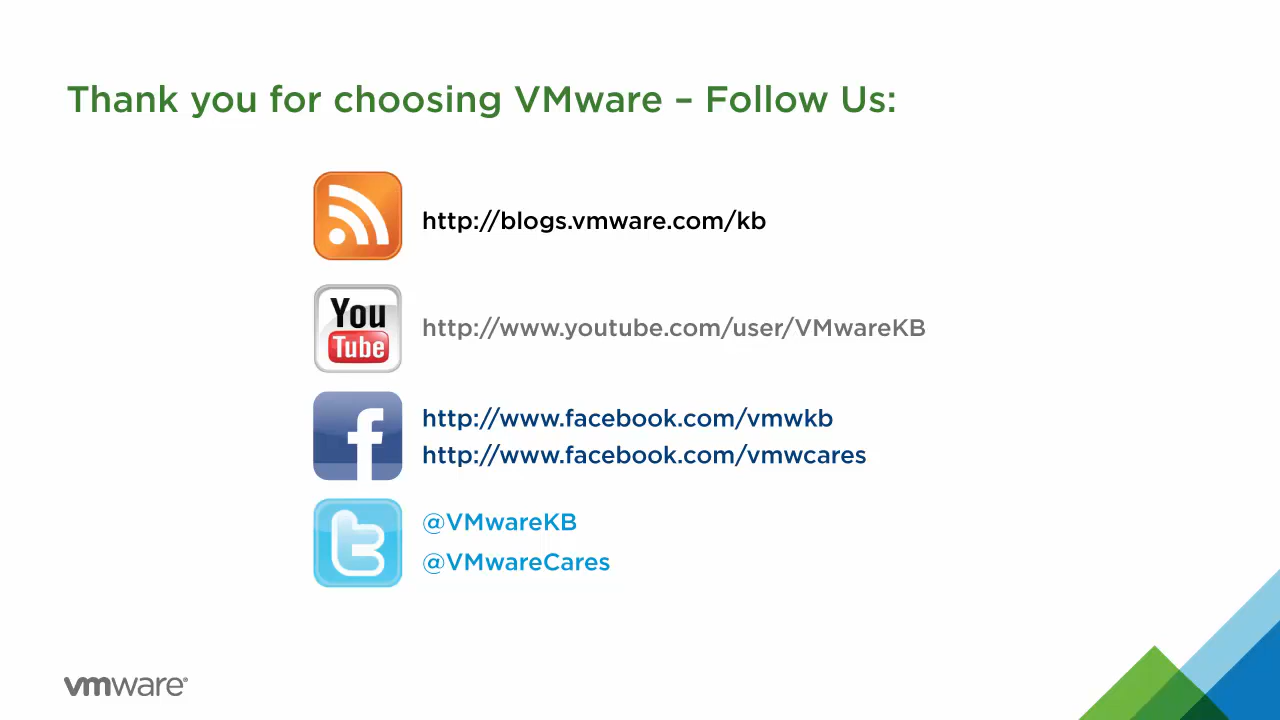 Thank you for choosing VMware – Follow Us:
http://blogs.vmware.com/kb
You
Tube
http://www.youtube.com/user/VMwareKB
f
http://www.facebook.com/vmwkb
http://www.facebook.com/vmwcares
t
@VMwareKB
@VMwareCares
vmware®